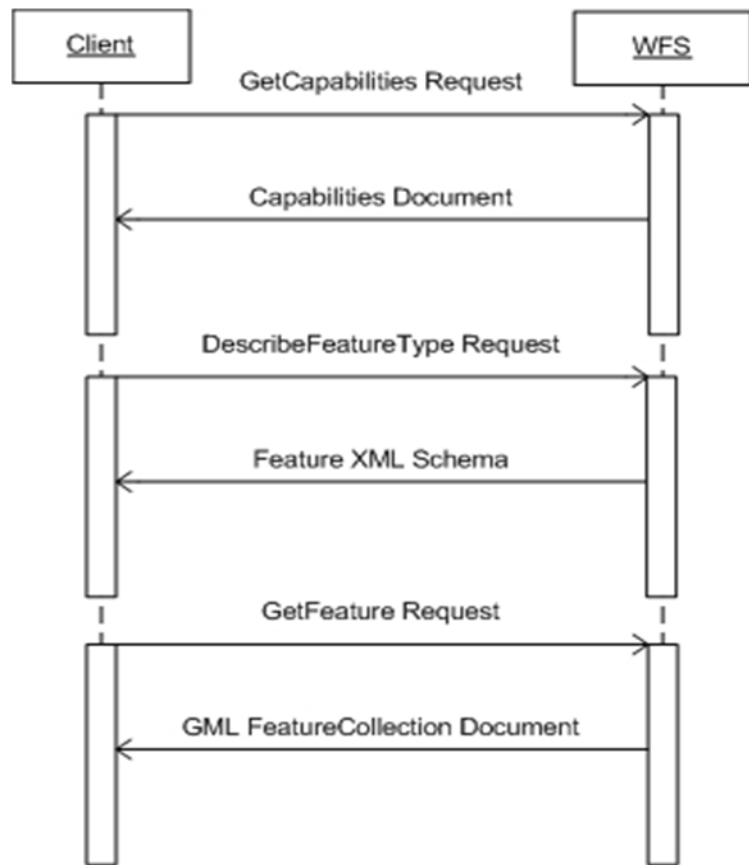 Client
WFS
GetCapabilities Request
Capabilities Document
DescribeFeatureType Request
Feature XML Schema
GetFeature Request
GML FeatureCollection Document